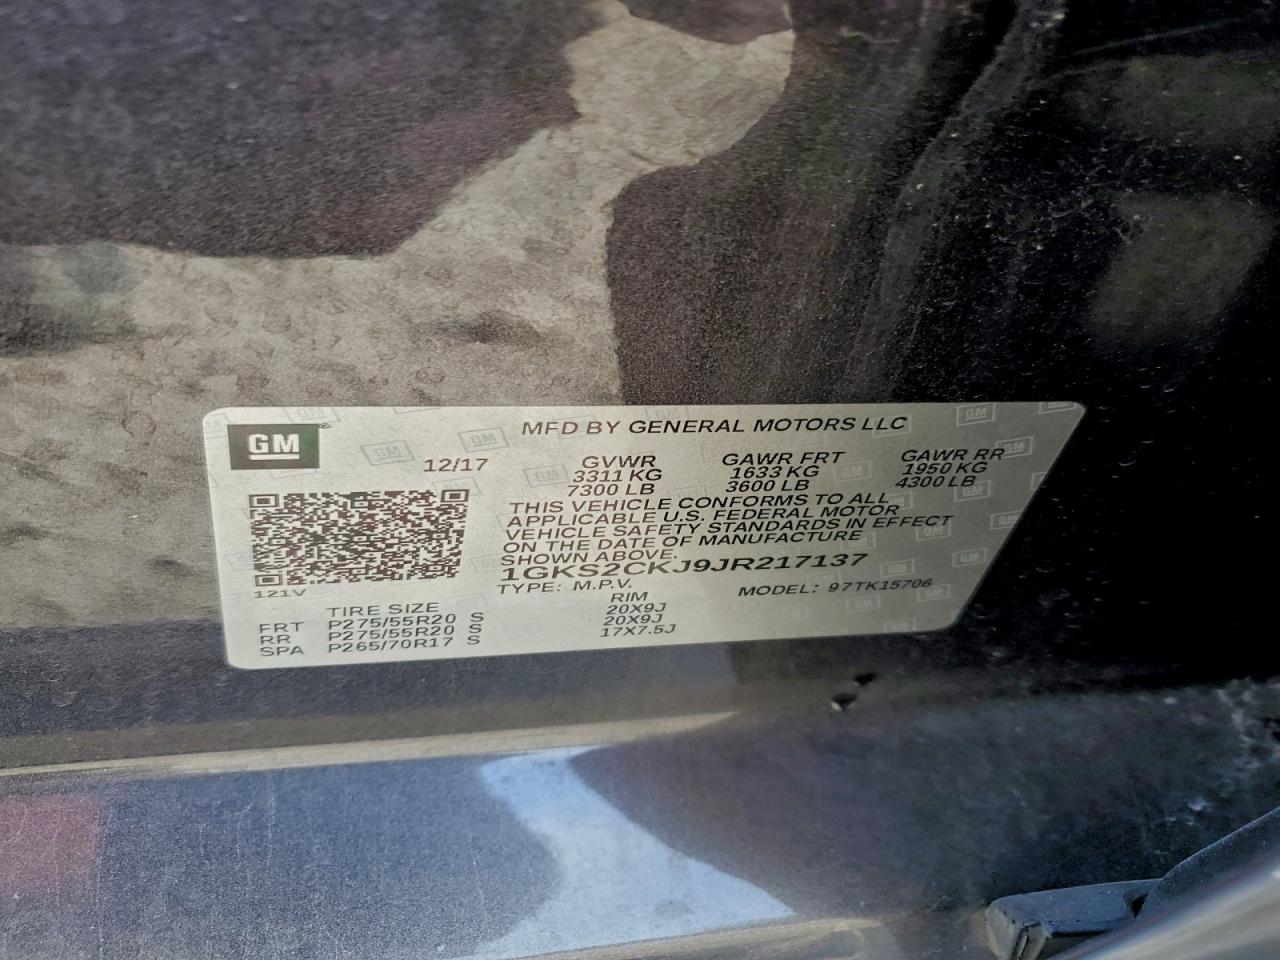 GM
MFD BY GENERAL MOTORS LLC
12/17 GVWR GAWR FRT GAWR RR
3311 KG 1633 KG 1950 KG
7300 LB 3600 LB 4300 LB
THIS VEHICLE CONFORMS TO ALL
APPLICABLE U.S. FEDERAL MOTOR
VEHICLE SAFETY STANDARDS IN EFFECT
ON THE DATE OF MANUFACTURE
SHOWN ABOVE.
1GKS2CKJ9JR217137
121V
TYPE: M.P.V. MODEL: 97TK15706
TIRE SIZE RIM
FRT P275/55R20 S 20X9J
RR P275/55R20 S 20X9J
SPA P265/70R17 S 17X7.5J